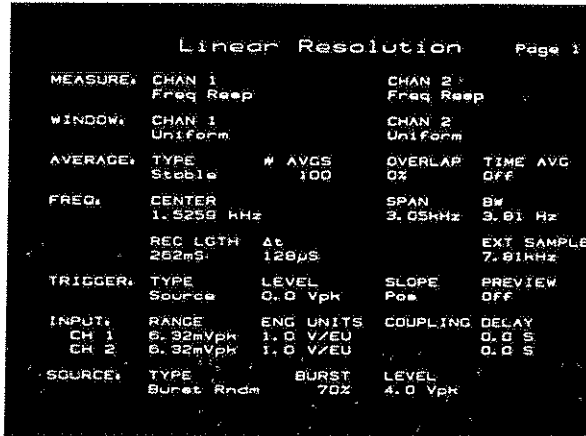 Linear Resolution Page 1
MEASURE: CHAN 1 CHAN 2
Freq Resp Freq Resp
WINDOW: CHAN 1 CHAN 2
Uniform Uniform
AVERAGE: TYPE # AVGS OVERLAP TIME AVG
Stable 100 0% Off
FREQ: CENTER SPAN BW
1.5259 kHz 3.05kHz 3.81 Hz
REC LGTH Δt EXT SAMPLE
262mS 128µS 7.81kHz
TRIGGER: TYPE LEVEL SLOPE PREVIEW
Source 0.0 Vpk Pos Off
INPUT: RANGE ENG UNITS COUPLING DELAY
CH 1 6.32mVpk 1.0 V/EU 0.0 S
CH 2 6.32mVpk 1.0 V/EU 0.0 S
SOURCE: TYPE BURST LEVEL
Burst Rndm 70% 4.0 Vpk